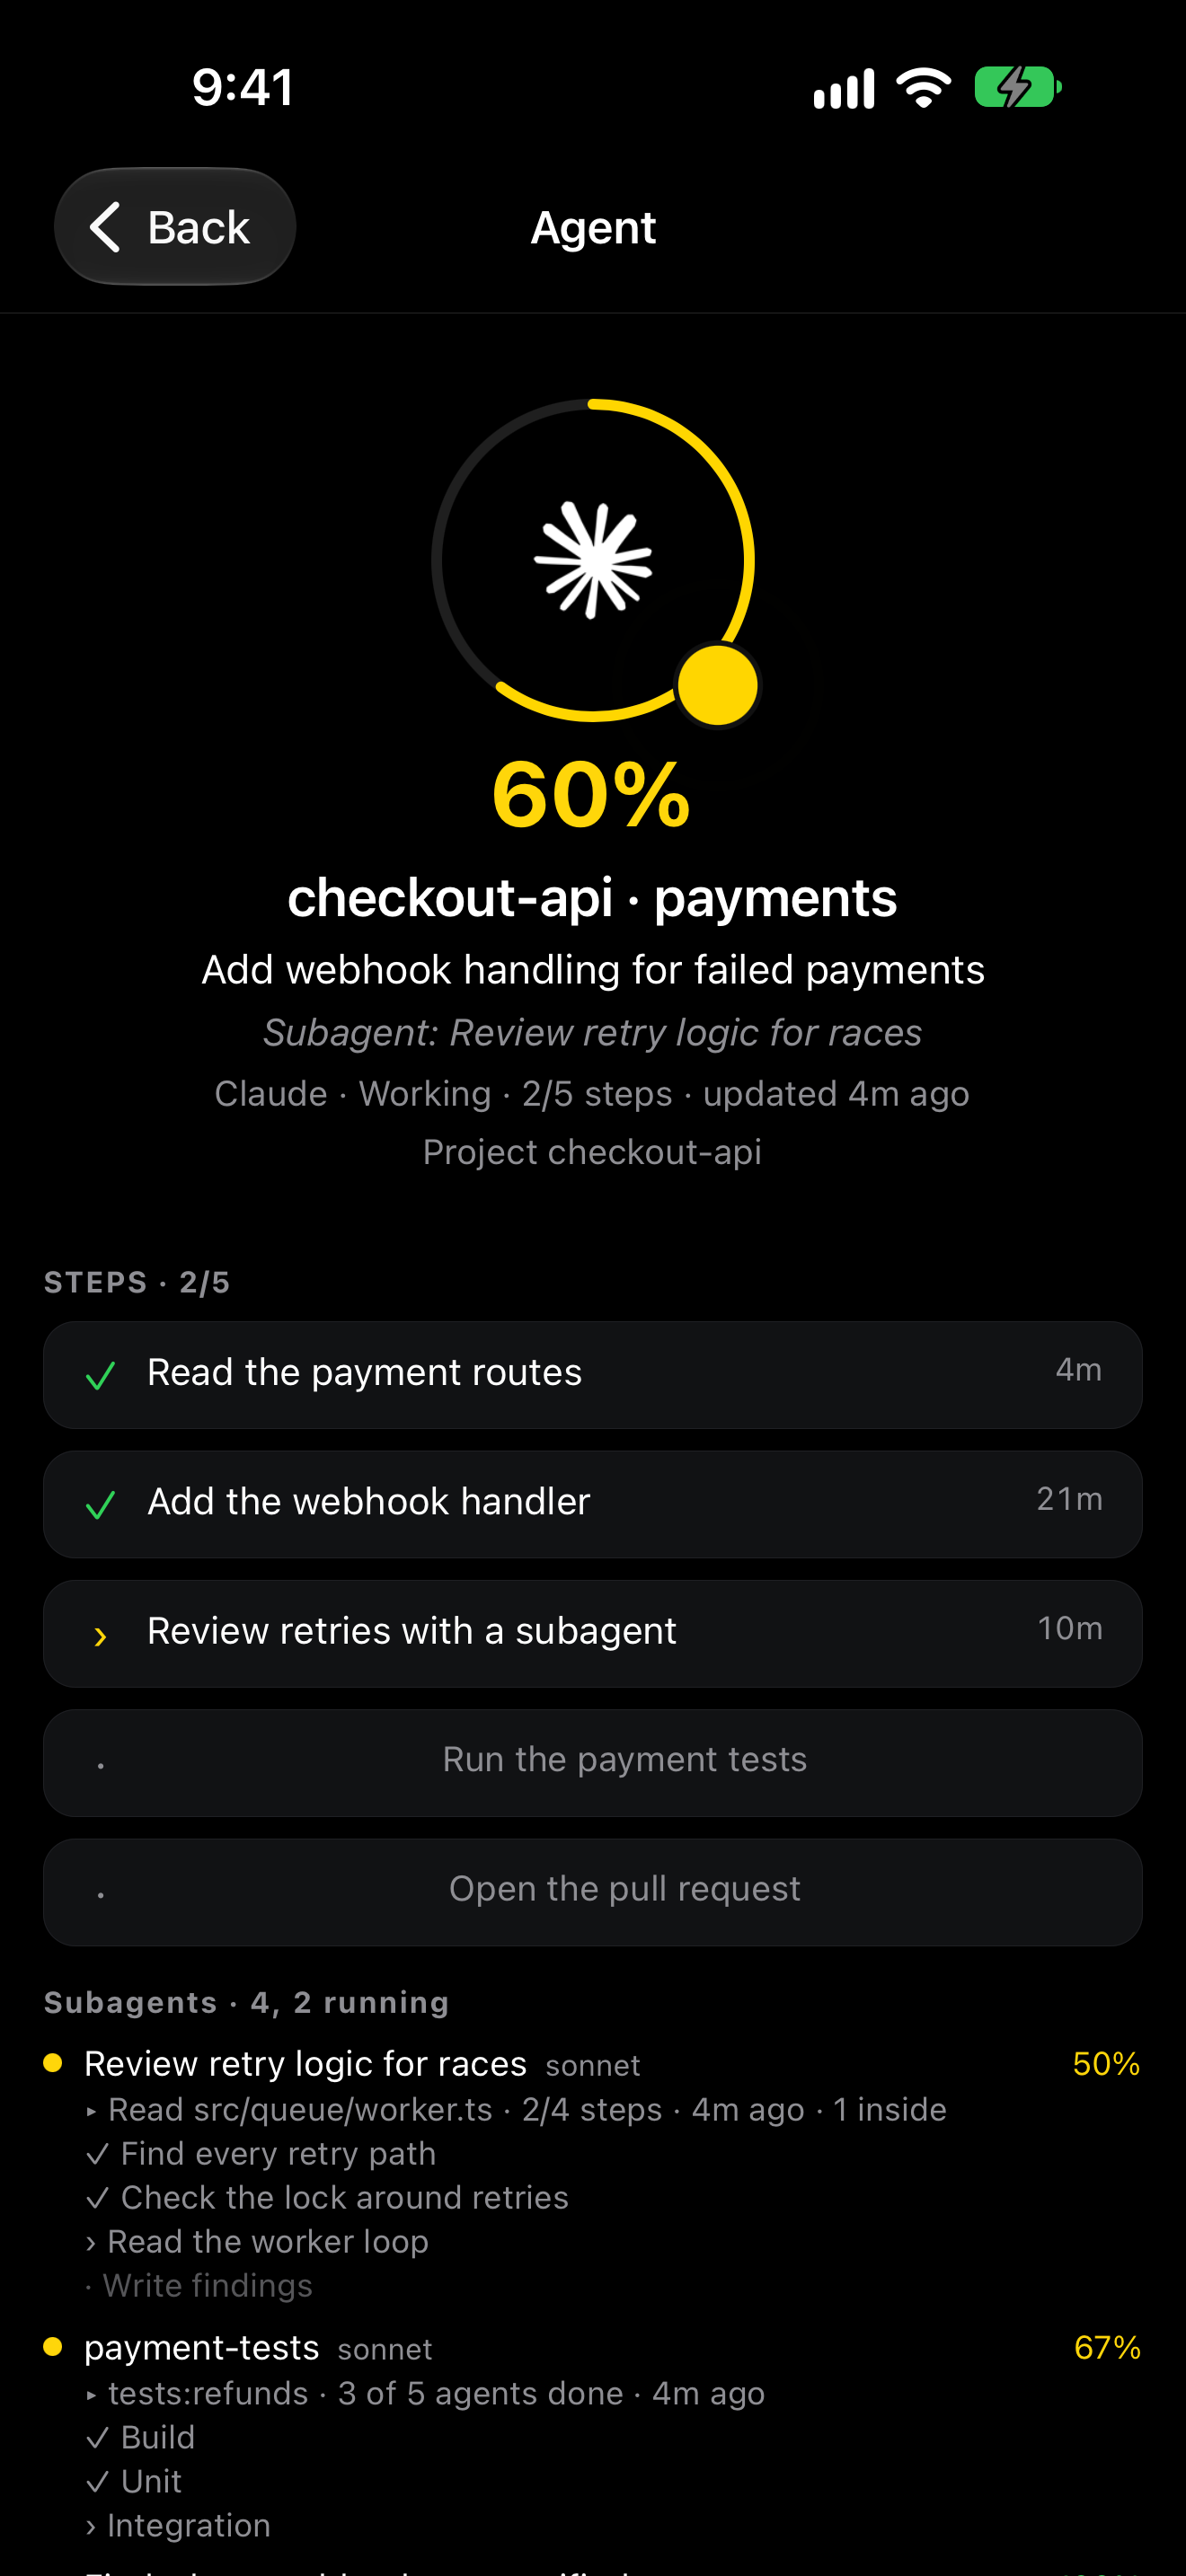 9:41
Back
Agent
60%
checkout-api · payments
Add webhook handling for failed payments
Subagent: Review retry logic for races
Claude · Working · 2/5 steps · updated 4m ago
Project checkout-api
STEPS · 2/5
✓ Read the payment routes 4m
✓ Add the webhook handler 21m
› Review retries with a subagent 10m
· Run the payment tests
· Open the pull request
Subagents · 4, 2 running
Review retry logic for races sonnet 50%
▸ Read src/queue/worker.ts · 2/4 steps · 4m ago · 1 inside
✓ Find every retry path
✓ Check the lock around retries
› Read the worker loop
· Write findings
payment-tests sonnet 67%
▸ tests:refunds · 3 of 5 agents done · 4m ago
✓ Build
✓ Unit
› Integration